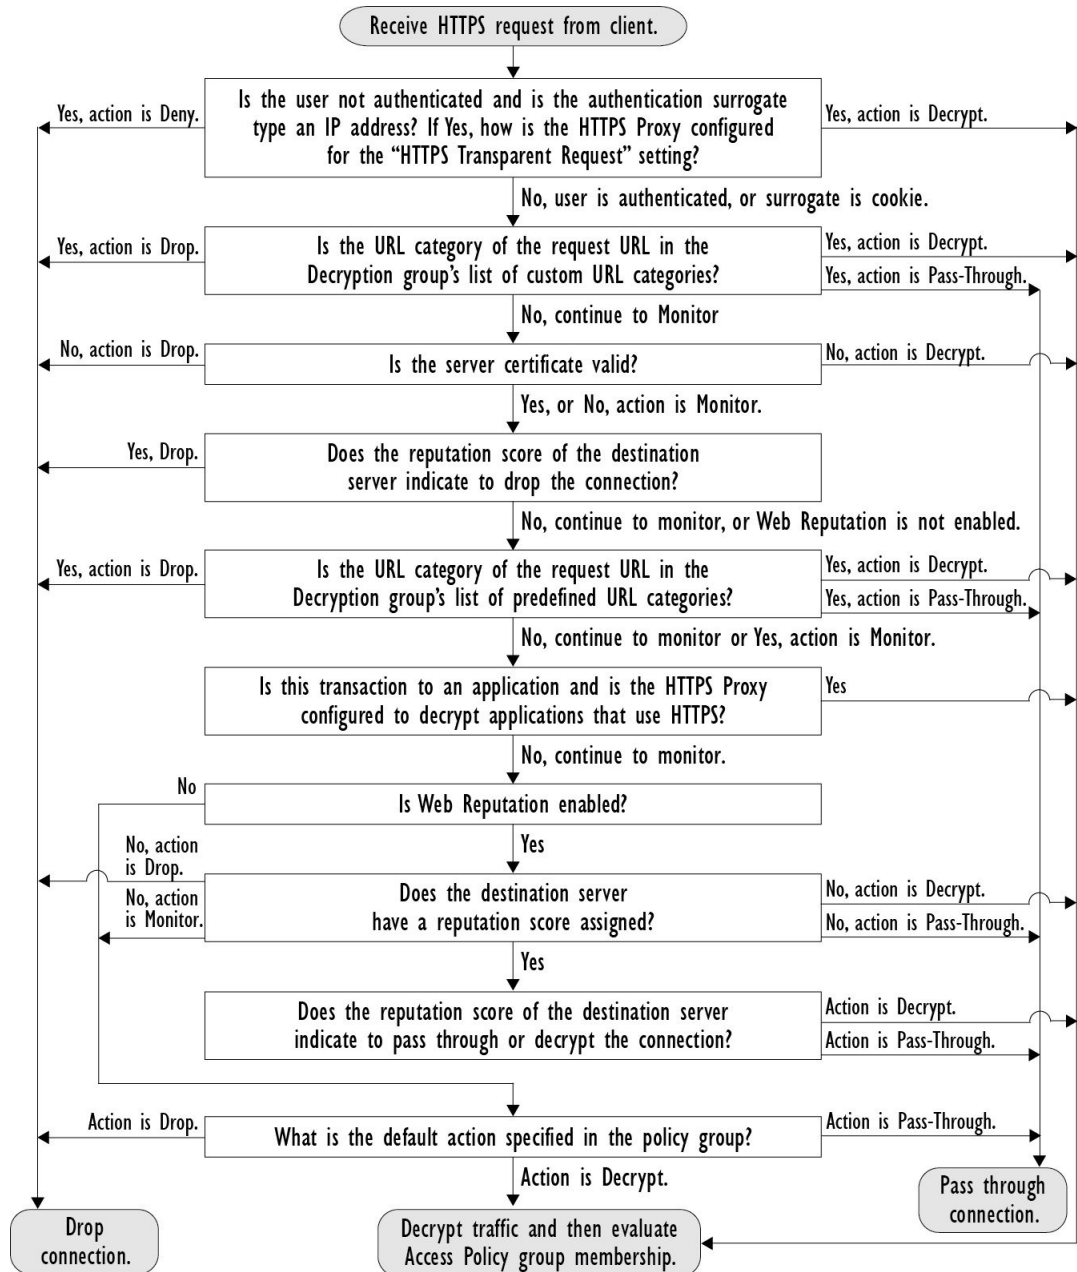 Receive HTTPS request from client.
Is the user not authenticated and is the authentication surrogate
type an IP address? If Yes, how is the HTTPS Proxy configured
for the “HTTPS Transparent Request” setting?
Yes, action is Deny.
Yes, action is Decrypt.
No, user is authenticated, or surrogate is cookie.
Yes, action is Drop.
Is the URL category of the request URL in the
Decryption group’s list of custom URL categories?
Yes, action is Decrypt.
Yes, action is Pass-Through.
No, continue to Monitor
No, action is Drop.
Is the server certificate valid?
No, action is Decrypt.
Yes, or No, action is Monitor.
Yes, Drop.
Does the reputation score of the destination
server indicate to drop the connection?
No, continue to monitor, or Web Reputation is not enabled.
Yes, action is Drop.
Is the URL category of the request URL in the
Decryption group’s list of predefined URL categories?
Yes, action is Decrypt.
Yes, action is Pass-Through.
No, continue to monitor or Yes, action is Monitor.
Is this transaction to an application and is the HTTPS Proxy
configured to decrypt applications that use HTTPS?
Yes
No, continue to monitor.
No
Is Web Reputation enabled?
Yes
No, action
is Drop.
No, action
is Monitor.
Does the destination server
have a reputation score assigned?
No, action is Decrypt.
No, action is Pass-Through.
Yes
Does the reputation score of the destination server
indicate to pass through or decrypt the connection?
Action is Decrypt.
Action is Pass-Through.
Action is Drop.
What is the default action specified in the policy group?
Action is Pass-Through.
Action is Decrypt.
Drop
connection.
Decrypt traffic and then evaluate
Access Policy group membership.
Pass through
connection.